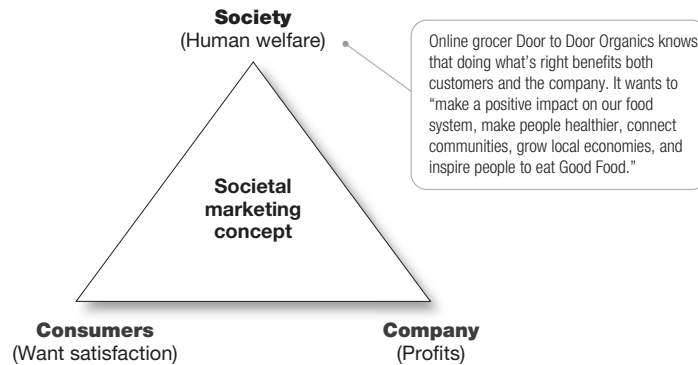 Society
(Human welfare)
Online grocer Door to Door Organics knows
that doing what's right benefits both
customers and the company. It wants to
“make a positive impact on our food
system, make people healthier, connect
communities, grow local economies, and
inspire people to eat Good Food.”
Societal
marketing
concept
Consumers
(Want satisfaction)
Company
(Profits)